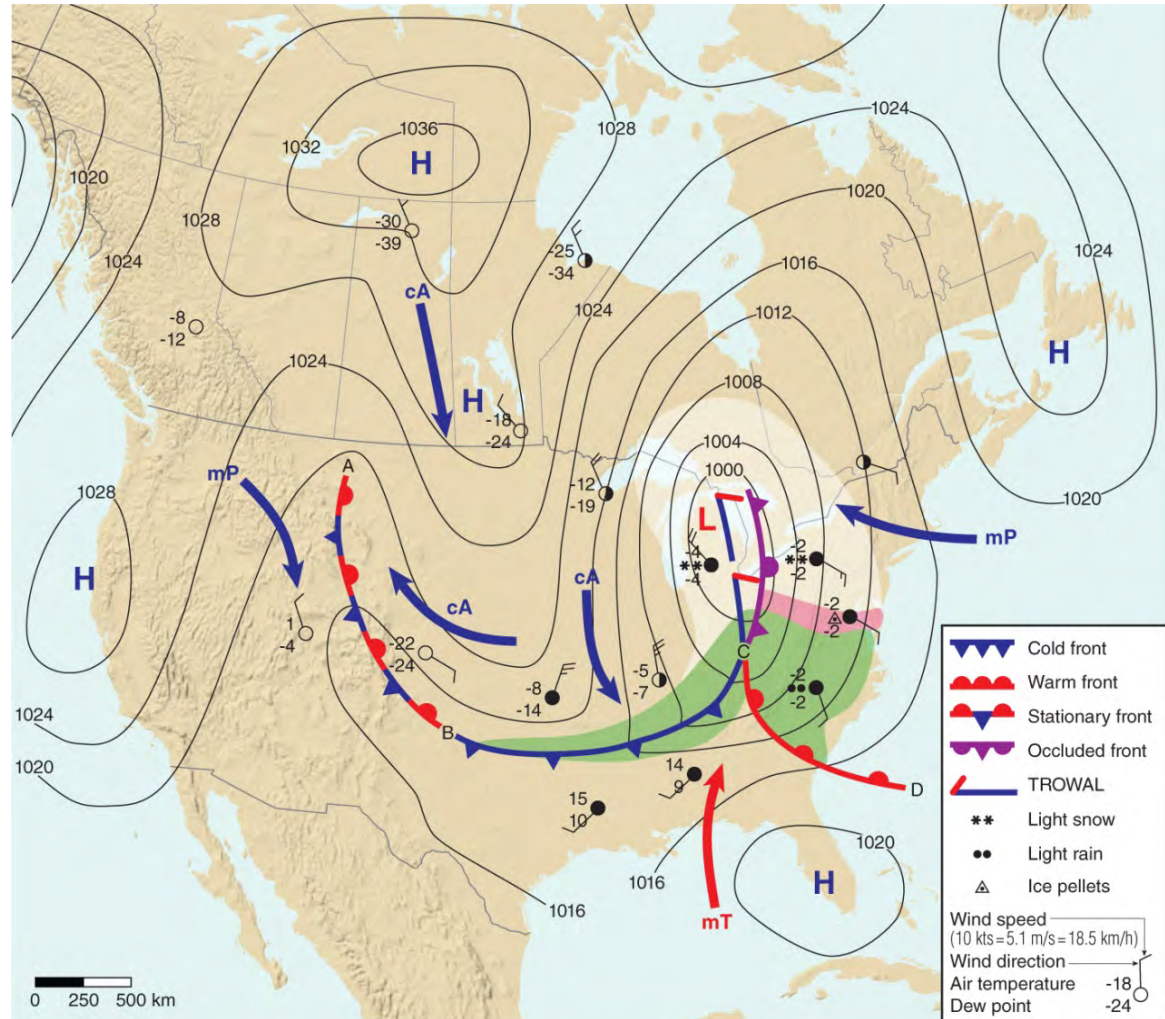 1024
1036
1028
1032
1020
H
1020
1028
-30
-39
1024
-25
-34
1024
1016
cA
1024
1012
-8
-12
H
1024
1008
H
-18
-24
1004
A
mP
1000
1028
-12
-19
1020
L
mP
-4
**
-4
-2
**
-2
H
cA
cA
1
-4
-2
-2
-22
-24
C
-5
-7
-8
-14
-2
-2
1024
B
14
9
D
1020
15
10
1020
H
1016
1016
mT
0 250 500 km
Cold front
Warm front
Stationary front
Occluded front
TROWAL
** Light snow
Light rain
Ice pellets
Wind speed
(10 kts = 5.1 m/s = 18.5 km/h)
Wind direction
Air temperature -18
Dew point -24